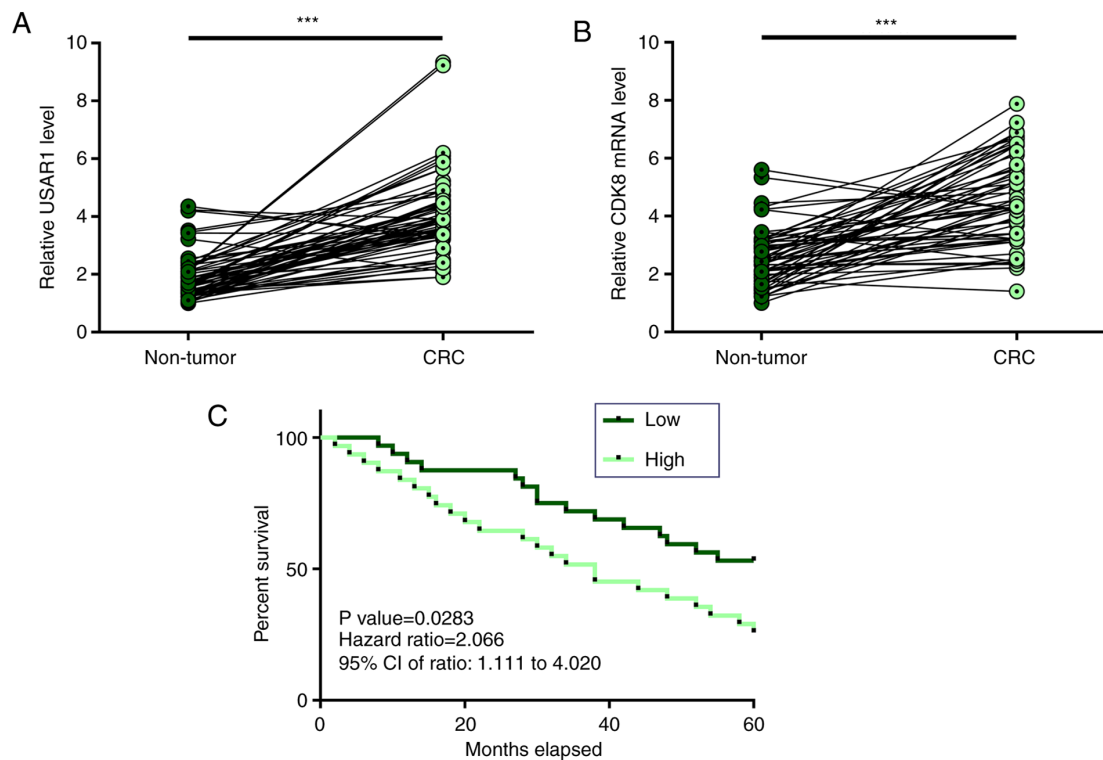 A
***
Relative USAR1 level
10
8
6
4
2
0
Non-tumor
CRC
B
***
Relative CDK8 mRNA level
10
8
6
4
2
0
Non-tumor
CRC
C
Low
High
Percent survival
100
50
0
P value=0.0283
Hazard ratio=2.066
95% CI of ratio: 1.111 to 4.020
0
20
40
60
Months elapsed